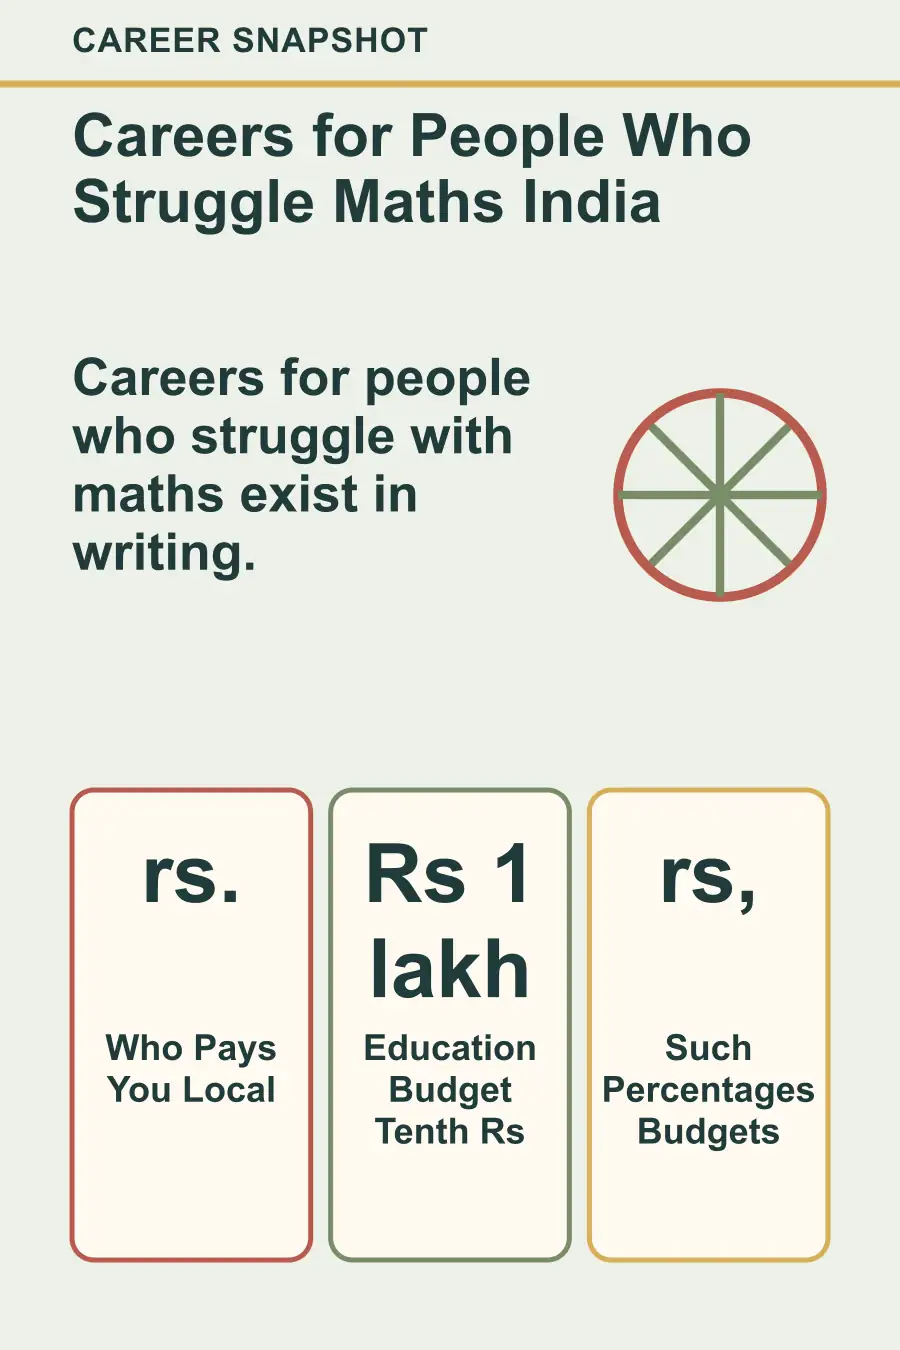 CAREER SNAPSHOT
Careers for People Who
Struggle Maths India
Careers for people
who struggle with
maths exist in
writing.
rs.
Who Pays
You Local
Rs 1
lakh
Education
Budget
Tenth Rs
rs,
Such
Percentages
Budgets